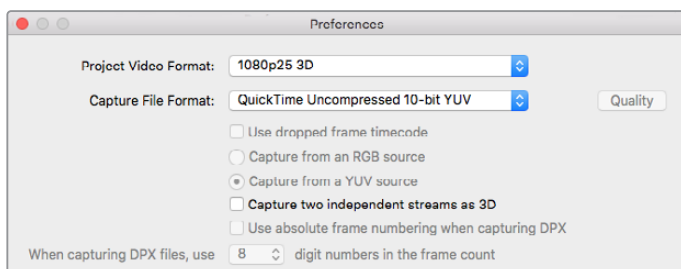 Preferences
Project Video Format: 1080p25 3D
Capture File Format: QuickTime Uncompressed 10-bit YUV Quality
Use dropped frame timecode
Capture from an RGB source
Capture from a YUV source
Capture two independent streams as 3D
Use absolute frame numbering when capturing DPX
When capturing DPX files, use 8 digit numbers in the frame count